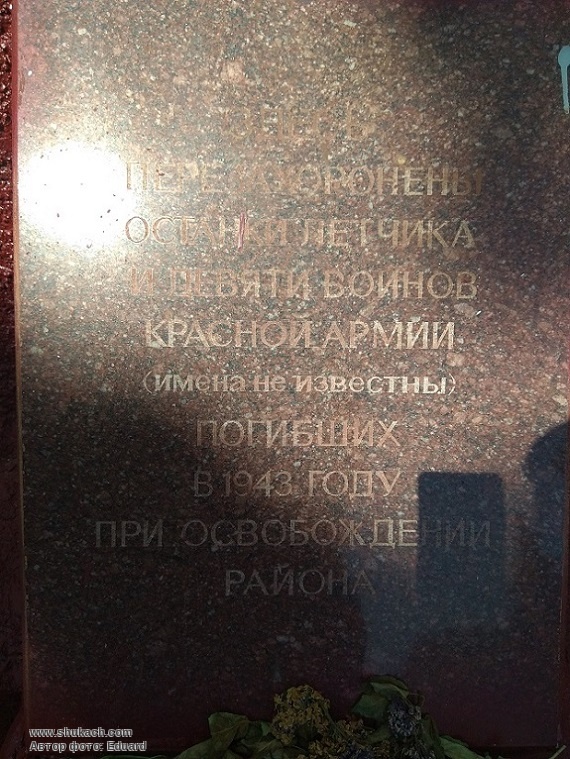 ЗДЕСЬ
ПЕРЕЗАХОРОНЕНЫ
ОСТАНКИ ЛЕТЧИКА
И ДЕВЯТИ ВОИНОВ
КРАСНОЙ АРМИИ
(имена не известны)
ПОГИБШИХ
В 1943 ГОДУ
ПРИ ОСВОБОЖДЕНИИ
РАЙОНА
www.shukach.com
Автор фото: Eduard